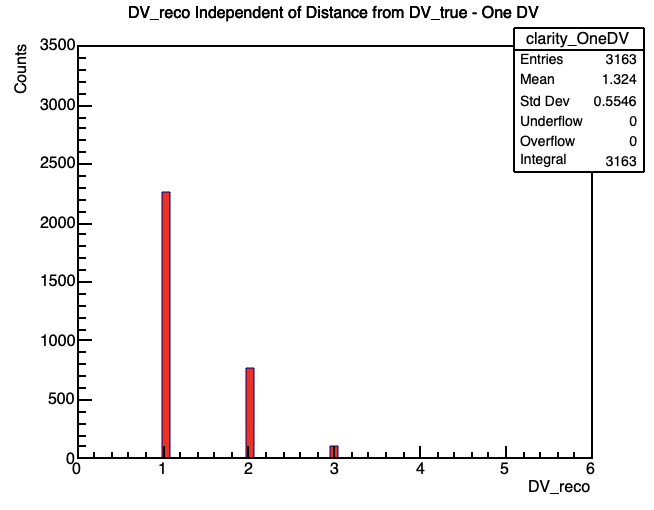 DV_reco Independent of Distance from DV_true - One DV
clarity_OneDV
Entries 3163
Mean 1.324
Std Dev 0.5546
Underflow 0
Overflow 0
Integral 3163
Counts
3500
3000
2500
2000
1500
1000
500
0
0 1 2 3 4 5 6
DV_reco